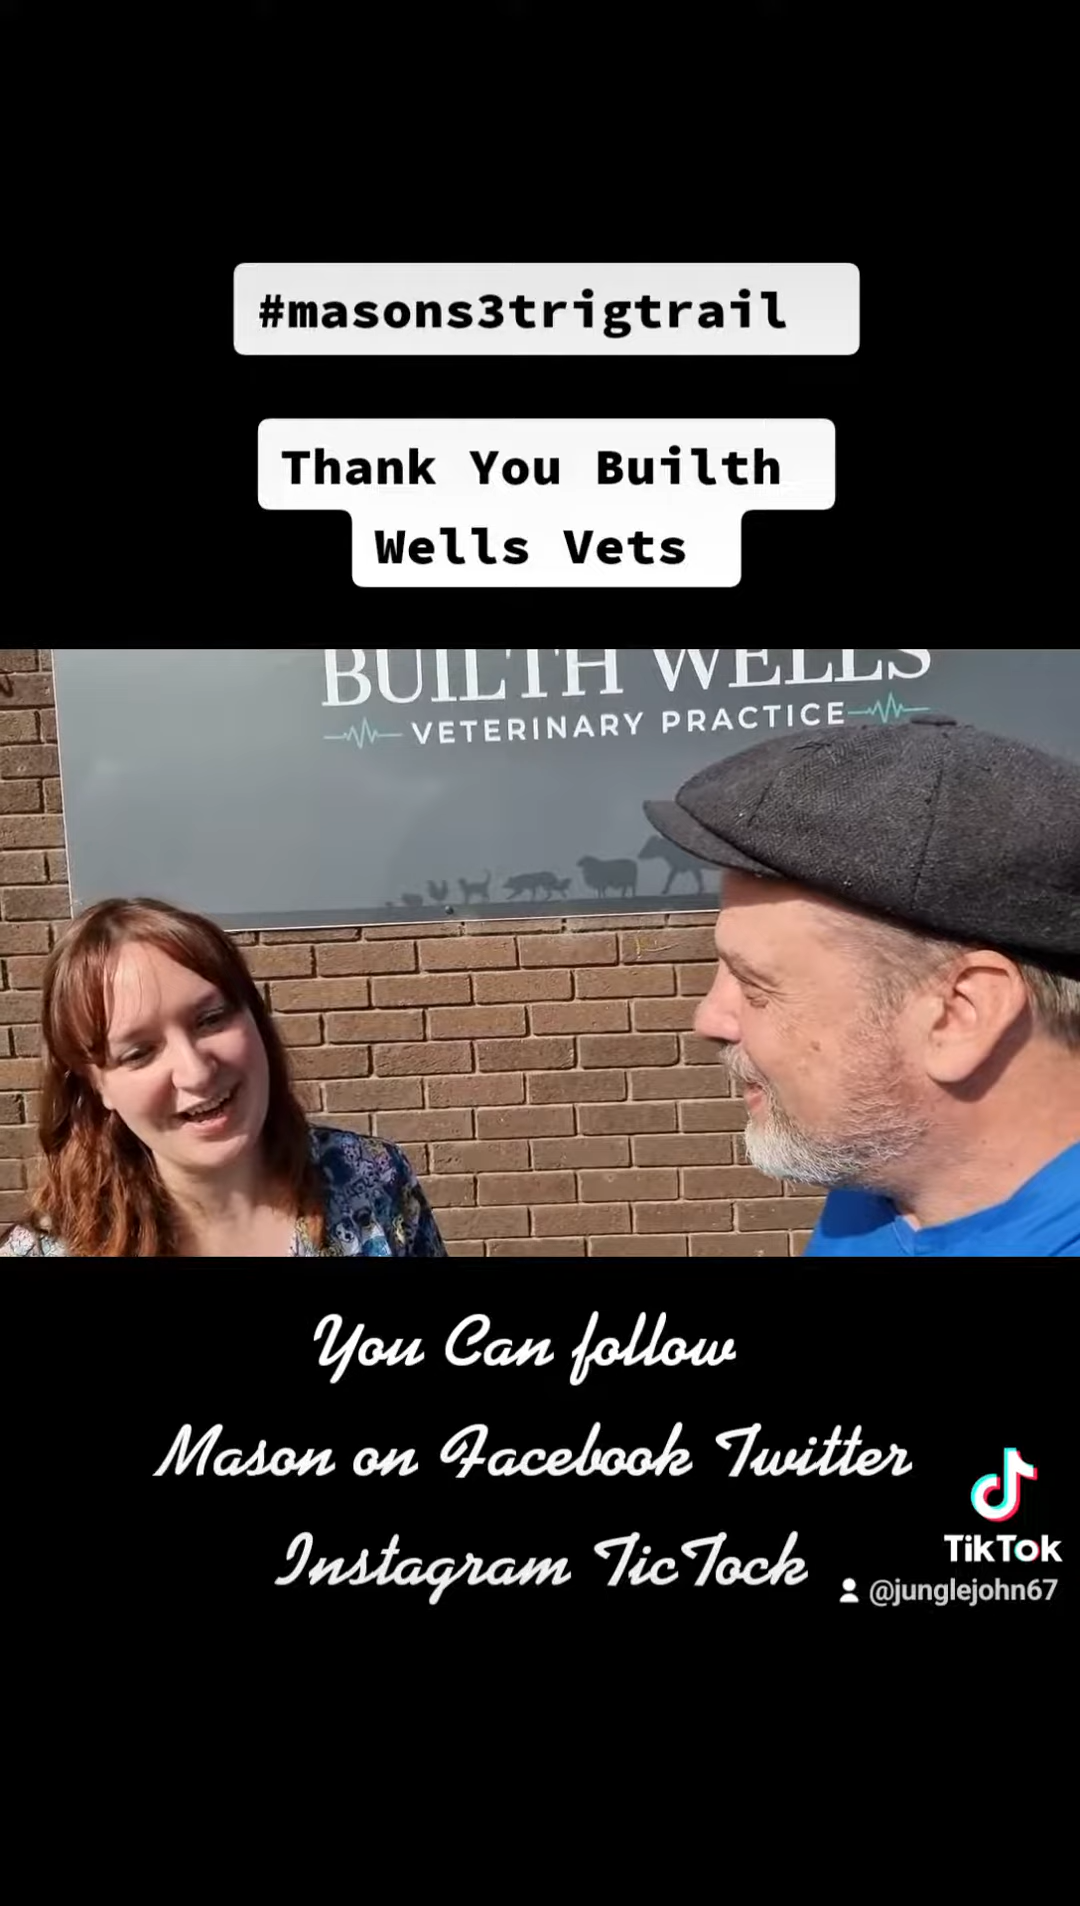 #masons3trigtrail
Thank You Builth
Wells Vets
BUILTH WELLS
VETERINARY PRACTICE
You Can follow
Mason on Facebook Twitter
Instagram TicTock
TikTok
@junglejohn67